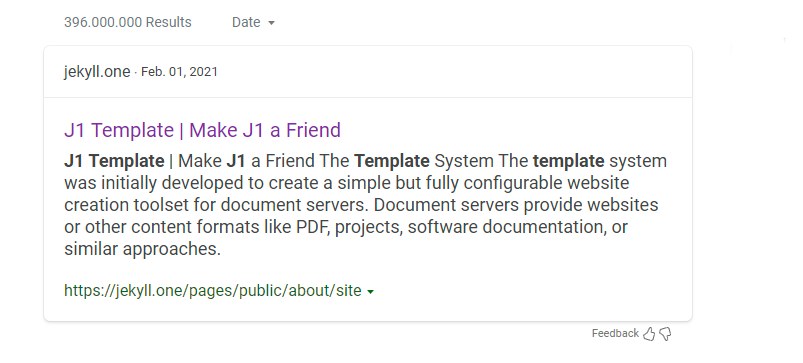 396.000.000 Results Date
jekyll.one · Feb. 01, 2021
J1 Template | Make J1 a Friend
J1 Template | Make J1 a Friend The Template System The template system
was initially developed to create a simple but fully configurable website
creation toolset for document servers. Document servers provide websites
or other content formats like PDF, projects, software documentation, or
similar approaches.
https://jekyll.one/pages/public/about/site
Feedback